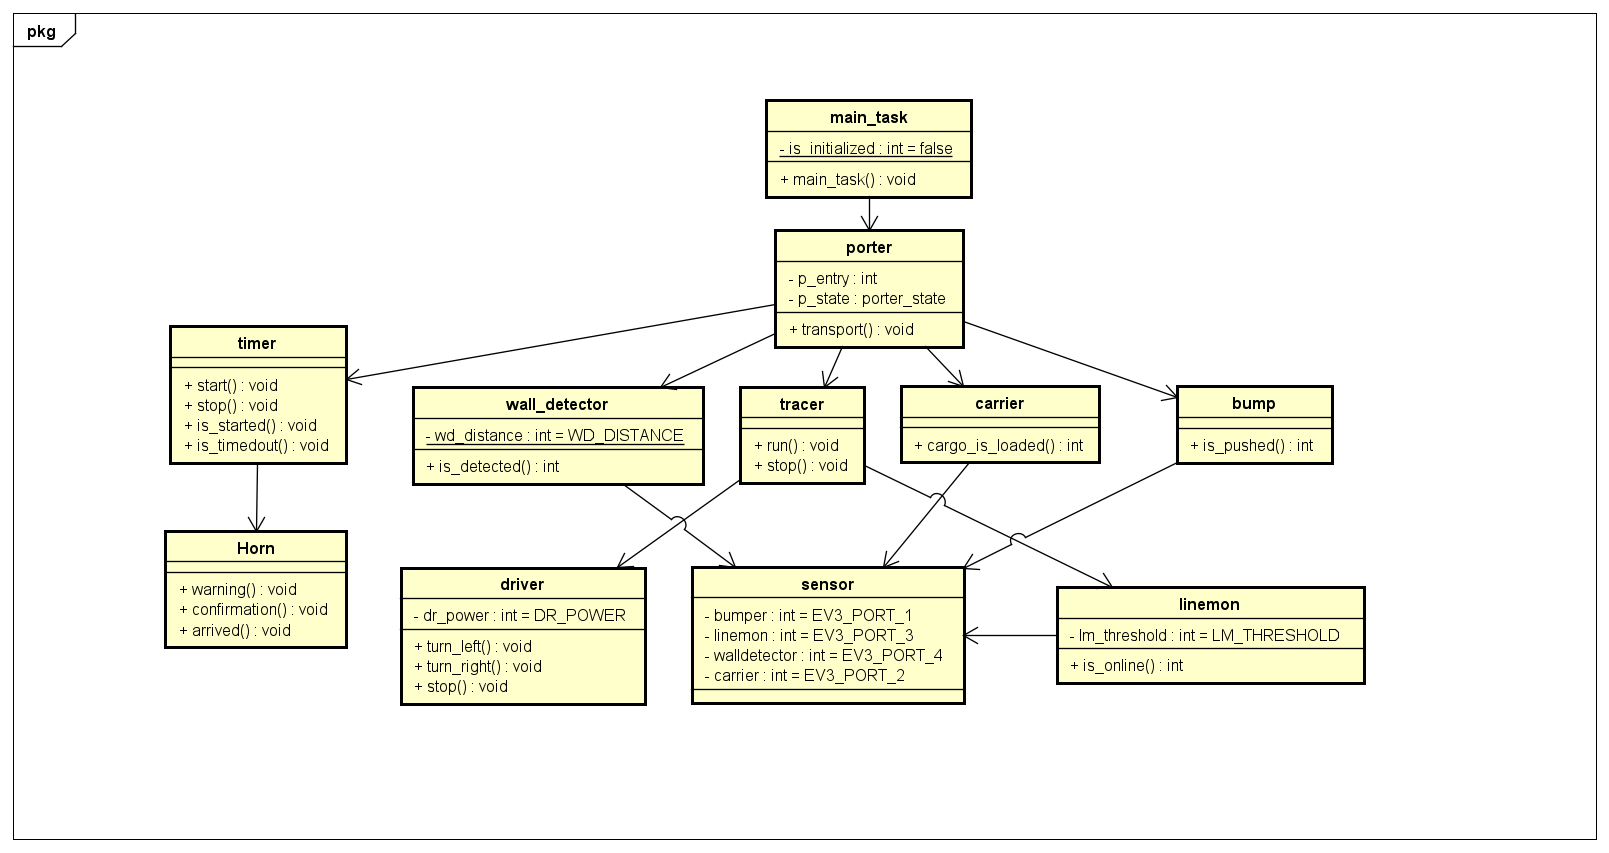 pkg
main_task
- is_initialized : int = false
+ main_task() : void
porter
- p_entry : int
- p_state : porter_state
+ transport() : void
timer
+ start() : void
+ stop() : void
+ is_started() : void
+ is_timedout() : void
wall_detector
- wd_distance : int = WD_DISTANCE
+ is_detected() : int
tracer
+ run() : void
+ stop() : void
carrier
+ cargo_is_loaded() : int
bump
+ is_pushed() : int
Horn
+ warning() : void
+ confirmation() : void
+ arrived() : void
driver
- dr_power : int = DR_POWER
+ turn_left() : void
+ turn_right() : void
+ stop() : void
sensor
- bumper : int = EV3_PORT_1
- linemon : int = EV3_PORT_3
- walldetector : int = EV3_PORT_4
- carrier : int = EV3_PORT_2
linemon
- lm_threshold : int = LM_THRESHOLD
+ is_online() : int